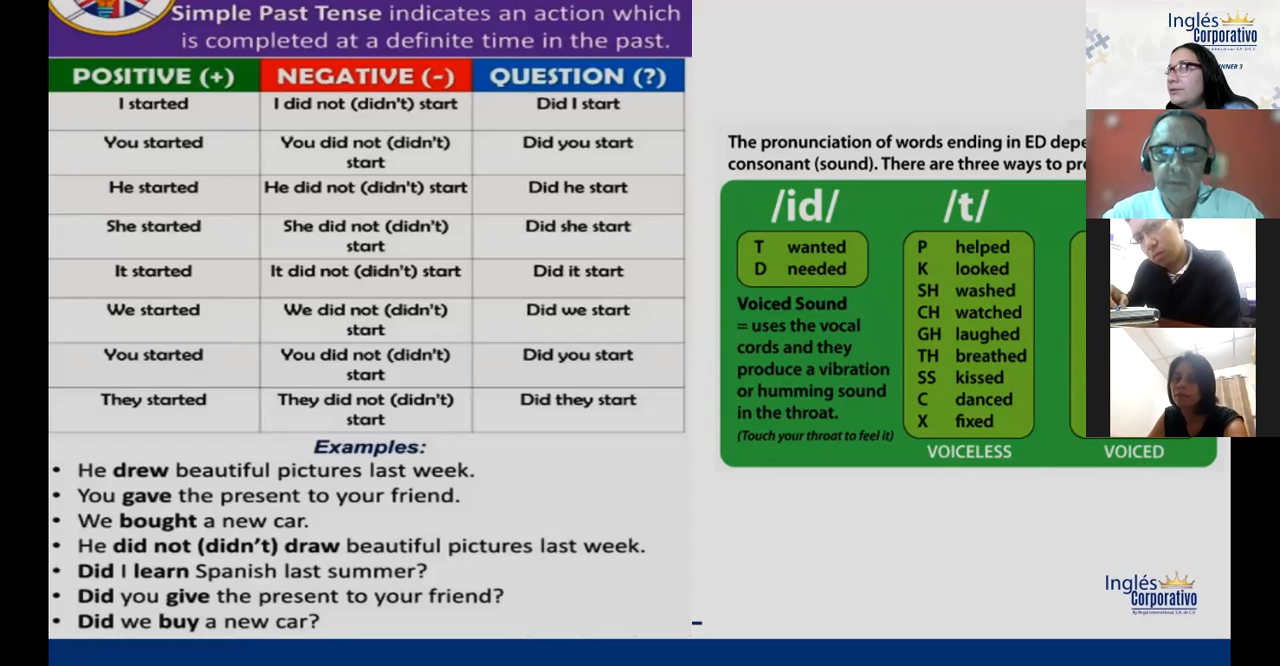 Simple Past Tense indicates an action which
is completed at a definite time in the past.
POSITIVE (+) NEGATIVE (-) QUESTION (?)
I started I did not (didn't) start Did I start
You started You did not (didn't) start Did you start
He started He did not (didn't) start Did he start
She started She did not (didn't) start Did she start
It started It did not (didn't) start Did it start
We started We did not (didn't) start Did we start
You started You did not (didn't) start Did you start
They started They did not (didn't) start Did they start
Examples:
• He drew beautiful pictures last week.
• You gave the present to your friend.
• We bought a new car.
• He did not (didn't) draw beautiful pictures last week.
• Did I learn Spanish last summer?
• Did you give the present to your friend?
• Did we buy a new car?
The pronunciation of words ending in ED depe
consonant (sound). There are three ways to pr
/id/
T wanted
D needed
Voiced Sound
= uses the vocal
cords and they
produce a vibration
or humming sound
in the throat.
(Touch your throat to feel it)
/t/
P helped
K looked
SH washed
CH watched
GH laughed
TH breathed
SS kissed
C danced
X fixed
VOICELESS
VOICED
Inglés
Corporativo
NNER 3
Inglés
Corporativo